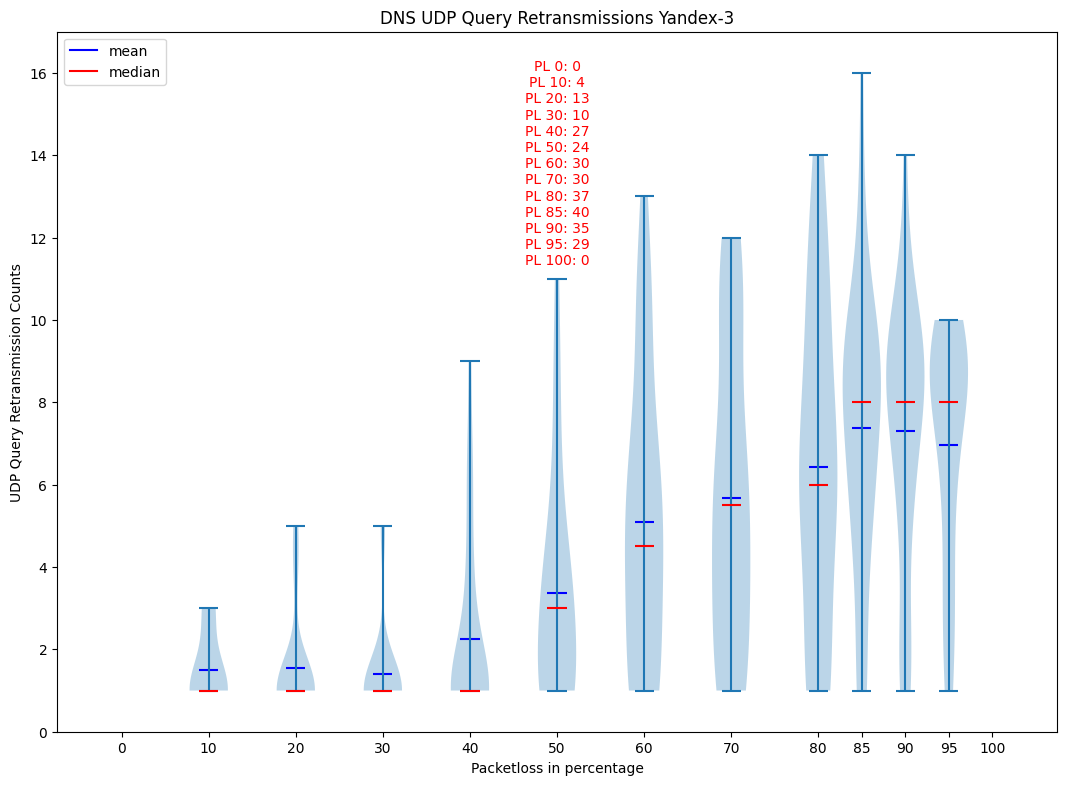 DNS UDP Query Retransmissions Yandex-3
mean
median
PL 0: 0
PL 10: 4
PL 20: 13
PL 30: 10
PL 40: 27
PL 50: 24
PL 60: 30
PL 70: 30
PL 80: 37
PL 85: 40
PL 90: 35
PL 95: 29
PL 100: 0
UDP Query Retransmission Counts
16
14
12
10
8
6
4
2
0
0 10 20 30 40 50 60 70 80 85 90 95 100
Packetloss in percentage